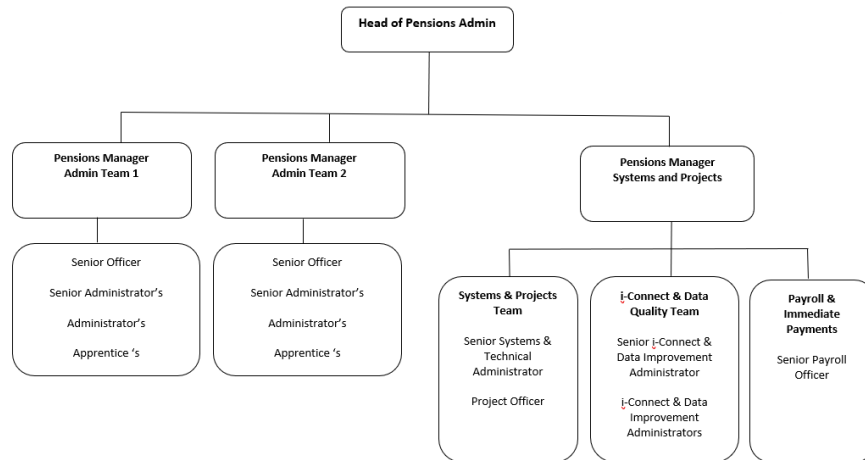 Head of Pensions Admin
Pensions Manager
Admin Team 1
Pensions Manager
Admin Team 2
Pensions Manager
Systems and Projects
Senior Officer
Senior Administrator’s
Administrator’s
Apprentice ‘s
Senior Officer
Senior Administrator’s
Administrator’s
Apprentice ‘s
Systems & Projects
Team
Senior Systems &
Technical
Administrator
Project Officer
i-Connect & Data
Quality Team
Senior i-Connect &
Data Improvement
Administrator
i-Connect & Data
Improvement
Administrators
Payroll &
Immediate
Payments
Senior Payroll
Officer